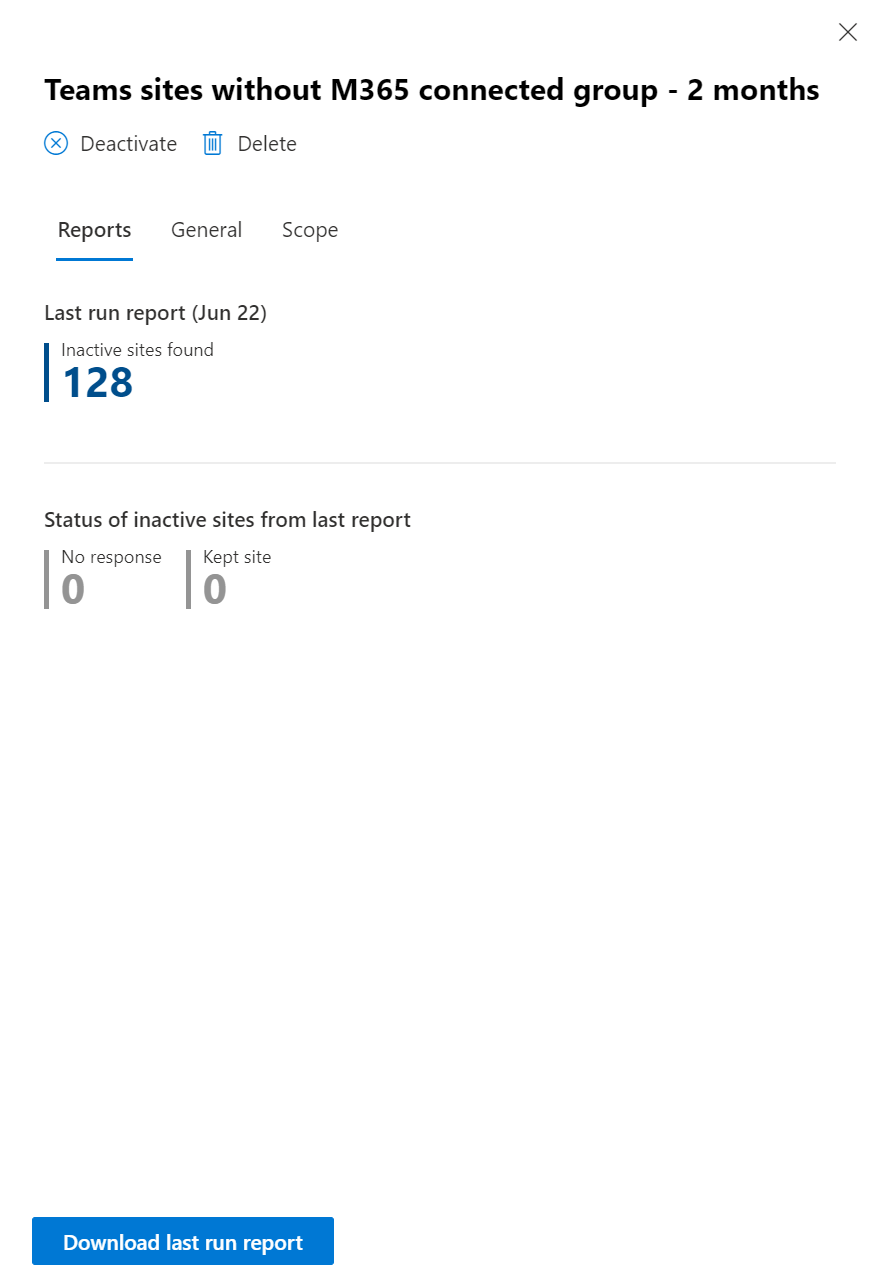 Teams sites without M365 connected group - 2 months
Deactivate Delete
Reports General Scope
Last run report (Jun 22)
Inactive sites found
128
Status of inactive sites from last report
No response Kept site
0 0
Download last run report